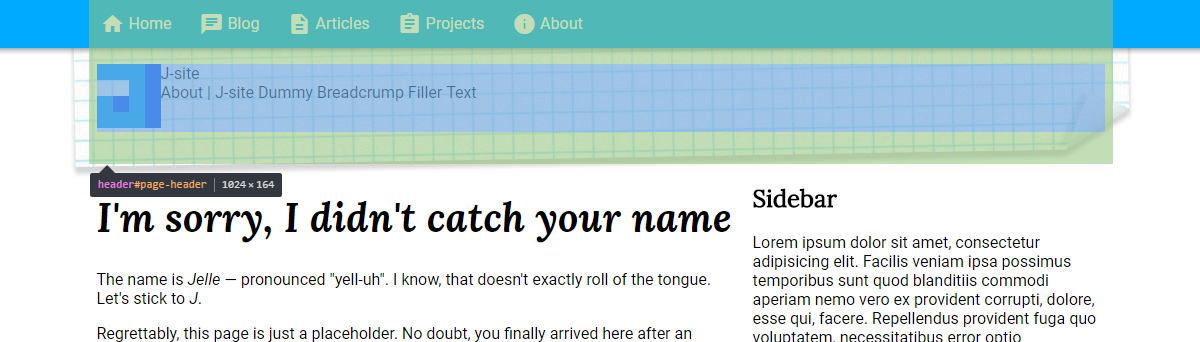 Home Blog Articles Projects About
J-site
About | J-site Dummy Breadcrump Filler Text
header#page-header | 1024 × 164
I'm sorry, I didn't catch your name
The name is Jelle — pronounced "yell-uh". I know, that doesn't exactly roll of the tongue.
Let's stick to J.
Regrettably, this page is just a placeholder. No doubt, you finally arrived here after an
Sidebar
Lorem ipsum dolor sit amet, consectetur
adipisicing elit. Facilis veniam ipsa possimus
temporibus sunt quod blanditiis commodi
aperiam nemo vero ex provident corrupti, dolore,
esse qui, facere. Repellendus provident fuga quo
voluptatem, necessitatibus error optio